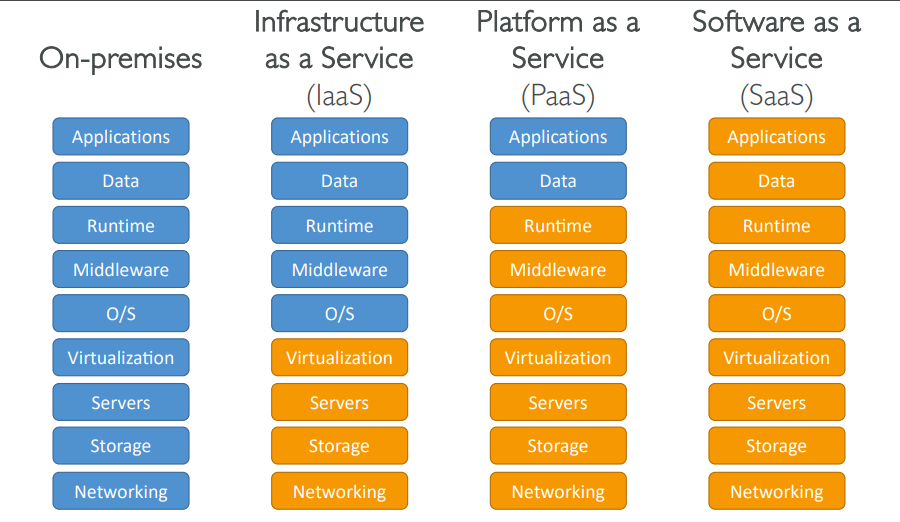 On-premises
Infrastructure
as a Service
(IaaS)
Platform as a
Service
(PaaS)
Software as a
Service
(SaaS)
Applications
Data
Runtime
Middleware
O/S
Virtualization
Servers
Storage
Networking
Applications
Data
Runtime
Middleware
O/S
Virtualization
Servers
Storage
Networking
Applications
Data
Runtime
Middleware
O/S
Virtualization
Servers
Storage
Networking
Applications
Data
Runtime
Middleware
O/S
Virtualization
Servers
Storage
Networking